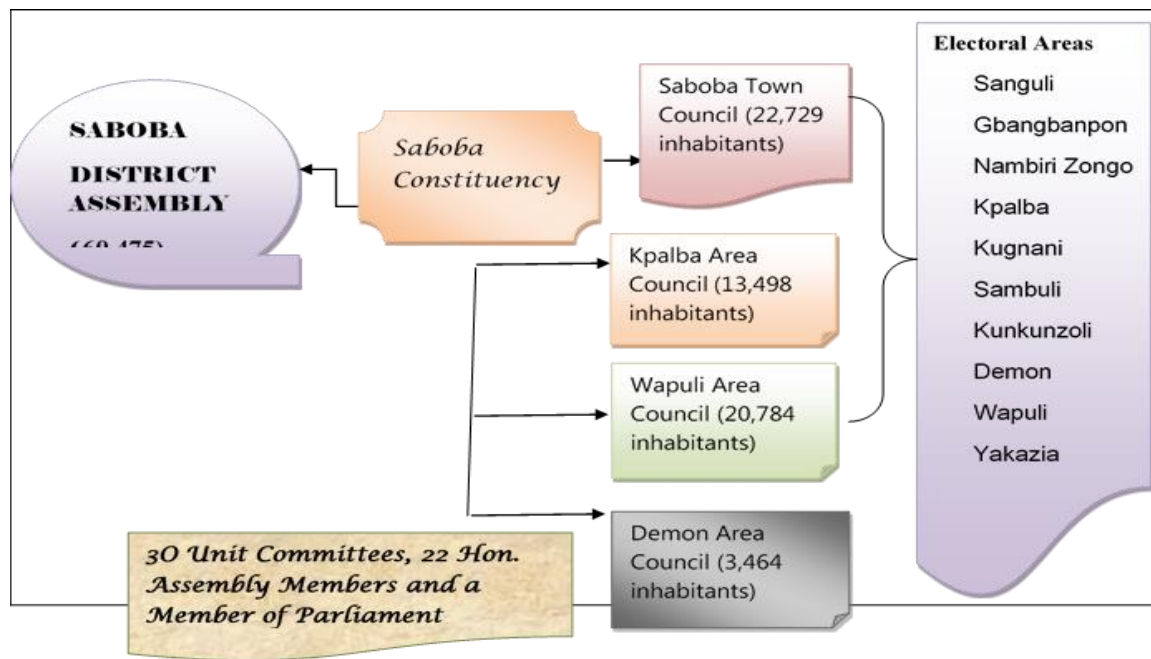 SABOBA
DISTRICT
ASSEMBLY
Saboba
Constituency
Saboba Town
Council (22,729
inhabitants)
Kpalba Area
Council (13,498
inhabitants)
Wapuli Area
Council (20,784
inhabitants)
Demon Area
Council (3,464
inhabitants)
30 Unit Committees, 22 Hon.
Assembly Members and a
Member of Parliament
Electoral Areas
Sanguli
Gbangbanpon
Nambiri Zongo
Kpalba
Kugnani
Sambuli
Kunkunzoli
Demon
Wapuli
Yakazia